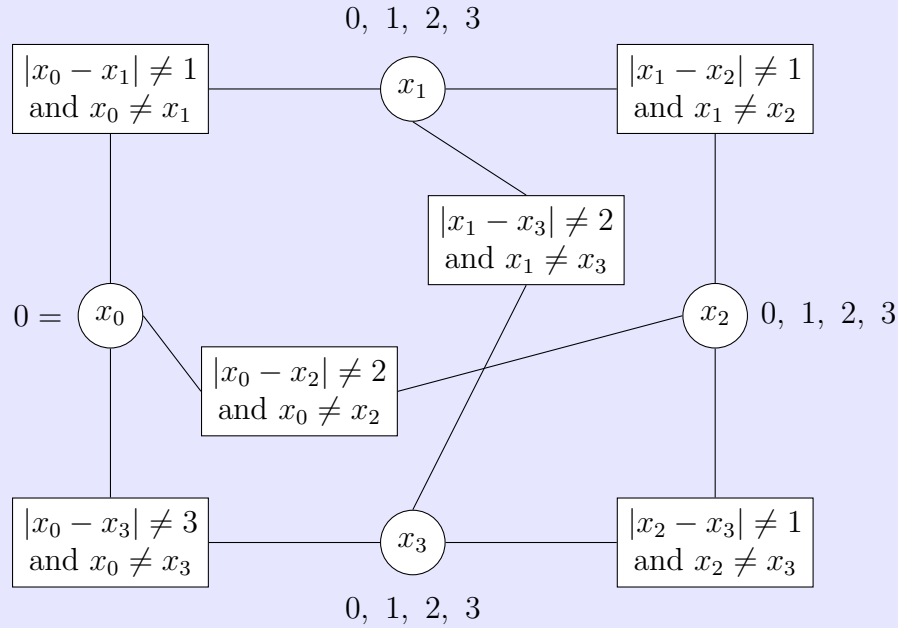 0, 1, 2, 3
|x₀ − x₁| ≠ 1
and x₀ ≠ x₁
x₁
|x₁ − x₂| ≠ 1
and x₁ ≠ x₂
|x₁ − x₃| ≠ 2
and x₁ ≠ x₃
0 =
x₀
x₂
0, 1, 2, 3
|x₀ − x₂| ≠ 2
and x₀ ≠ x₂
|x₀ − x₃| ≠ 3
and x₀ ≠ x₃
x₃
|x₂ − x₃| ≠ 1
and x₂ ≠ x₃
0, 1, 2, 3